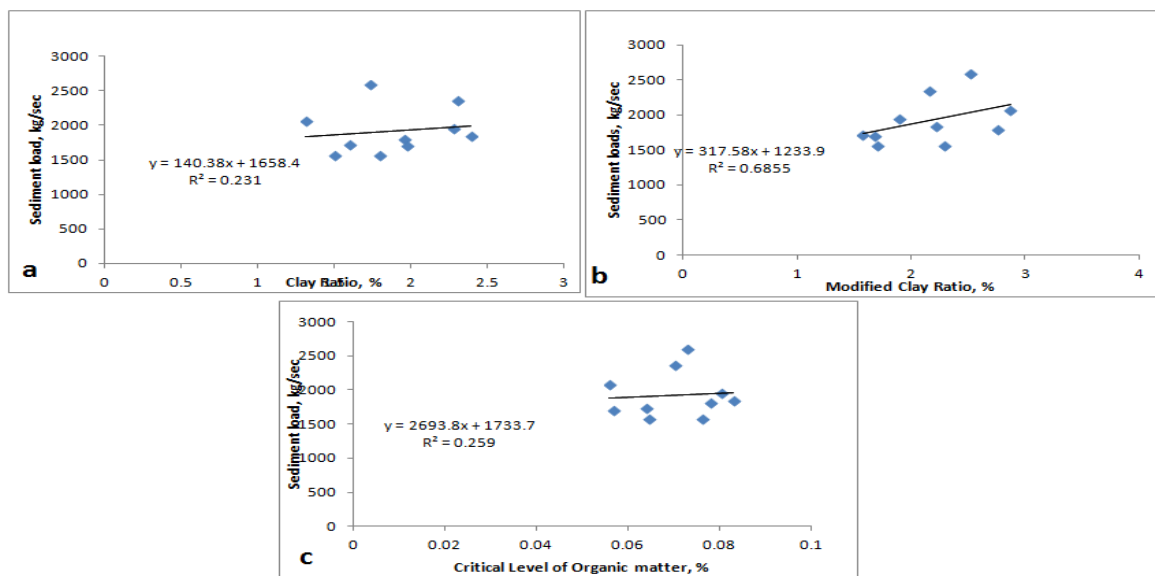 3000
2500
2000
1500
1000
500
0
Sediment load, kg/sec
y = 140.38x + 1658.4
R² = 0.231
a
0 0.5 1 1.5 2 2.5 3
Clay Ratio, %
3000
2500
2000
1500
1000
500
0
Sediment loads, kg/sec
y = 317.58x + 1233.9
R² = 0.6855
b
0 1 2 3 4
Modified Clay Ratio, %
3000
2500
2000
1500
1000
500
0
Sediment load, kg/sec
y = 2693.8x + 1733.7
R² = 0.259
c
0 0.02 0.04 0.06 0.08 0.1
Critical Level of Organic matter, %